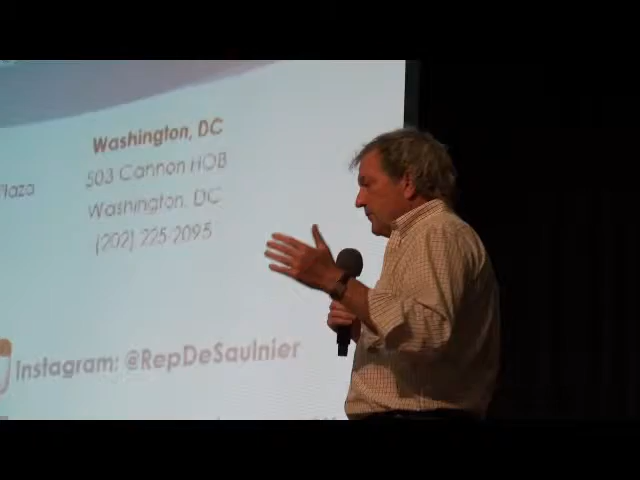 Washington, DC
Plaza
503 Cannon HOB
Washington, DC
(202) 225-2095
Instagram: @RepDeSaulnier